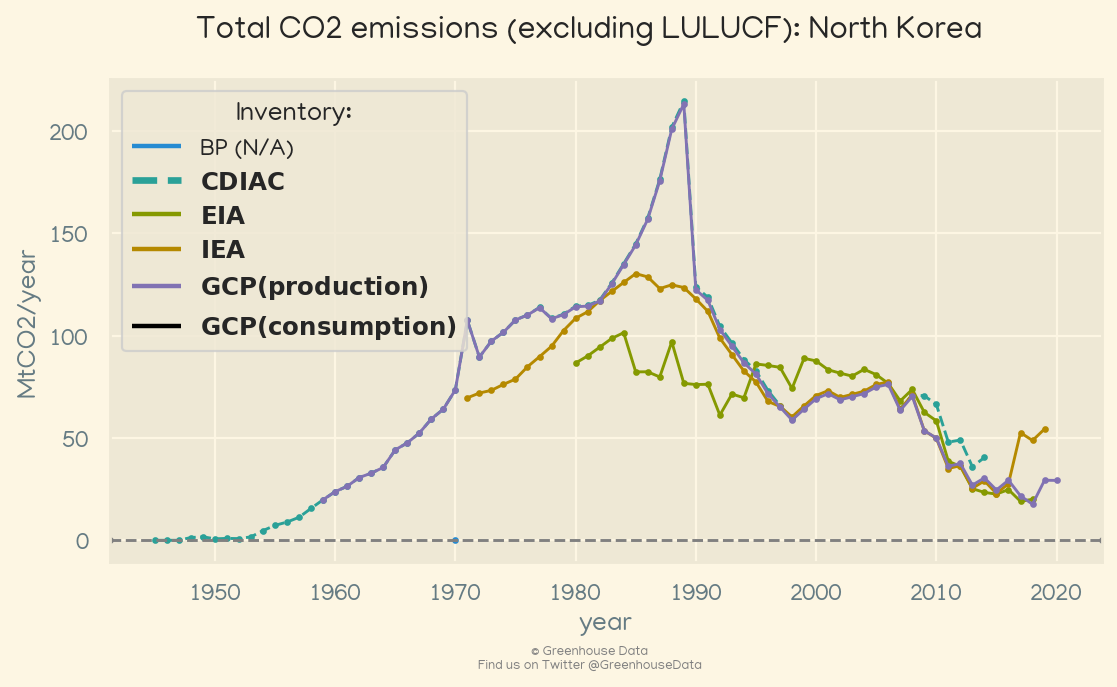 Total CO2 emissions (excluding LULUCF): North Korea
Inventory:
BP (N/A)
CDIAC
EIA
IEA
GCP(production)
GCP(consumption)
MtCO2/year
200
150
100
50
0
1950 1960 1970 1980 1990 2000 2010 2020
year
© Greenhouse Data
Find us on Twitter @GreenhouseData